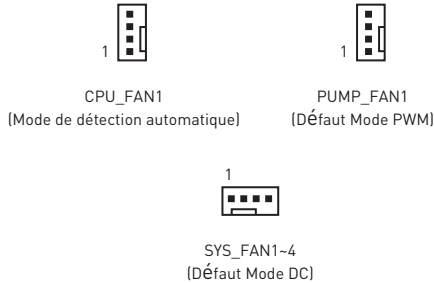 1
1
CPU_FAN1
(Mode de détection automatique)
PUMP_FAN1
(Défaut Mode PWM)
1
SYS_FAN1~4
(Défaut Mode DC)